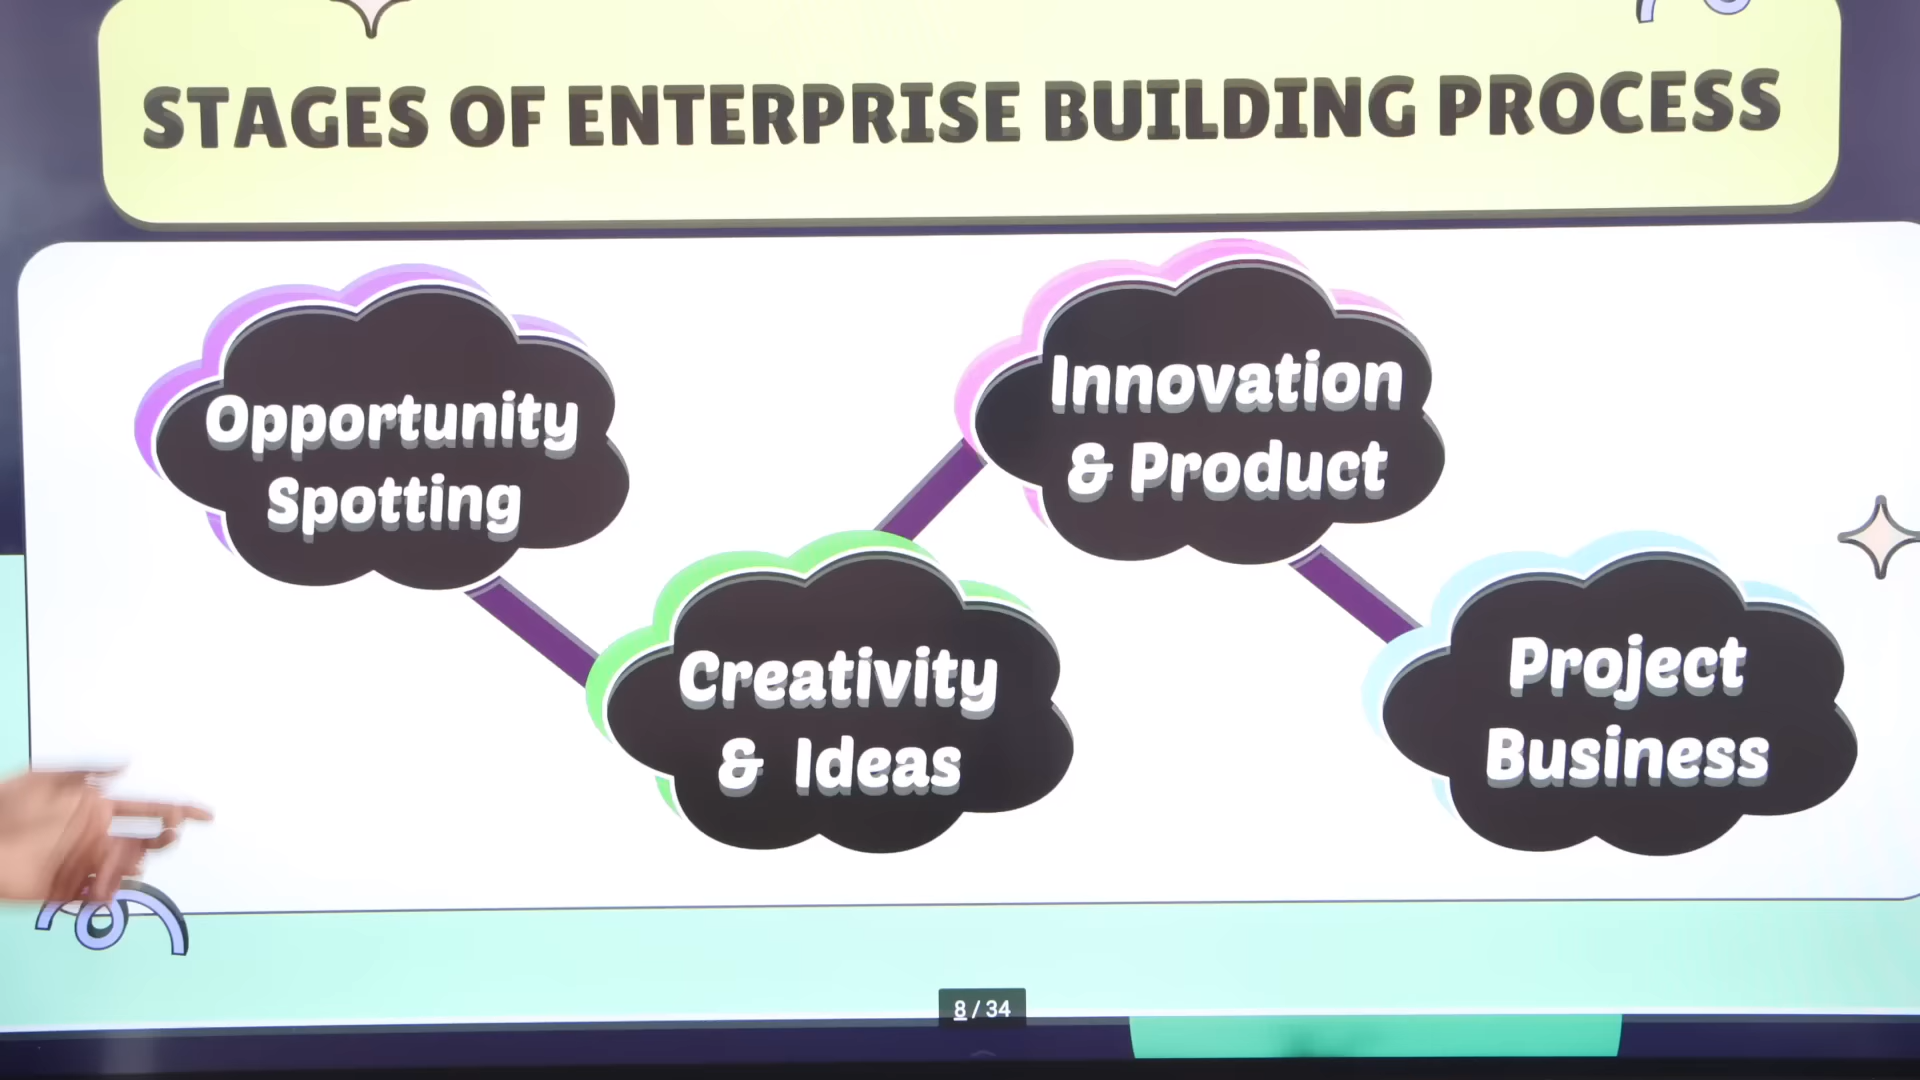 STAGES OF ENTERPRISE BUILDING PROCESS
Opportunity
Spotting
Creativity
& Ideas
Innovation
& Product
Project
Business
8 / 34